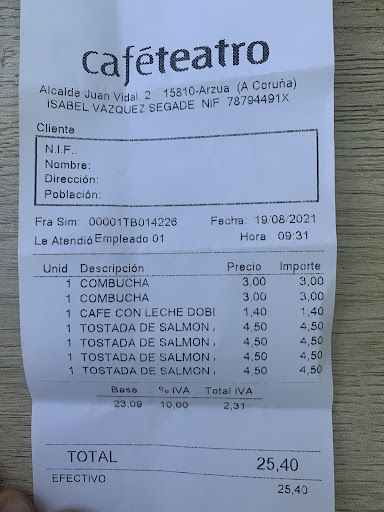 caféteatro
Alcalde Juan Vidal, 2 15810-Arzua (A Coruña)
ISABEL VAZQUEZ SEGADE NIF 78794491X
Cliente
N.I.F.:
Nombre:
Dirección:
Población:
Fra Sim: 00001TB014226 Fecha: 19/08/2021
Le Atendió Empleado 01 Hora 09:31
Unid Descripción Precio Importe
1 COMBUCHA 3,00 3,00
1 COMBUCHA 3,00 3,00
1 CAFE CON LECHE DOBI 1,40 1,40
1 TOSTADA DE SALMON 4,50 4,50
1 TOSTADA DE SALMON 4,50 4,50
1 TOSTADA DE SALMON 4,50 4,50
1 TOSTADA DE SALMON 4,50 4,50
Base % IVA Total IVA
23,09 10,00 2,31
TOTAL 25,40
EFECTIVO 25,40